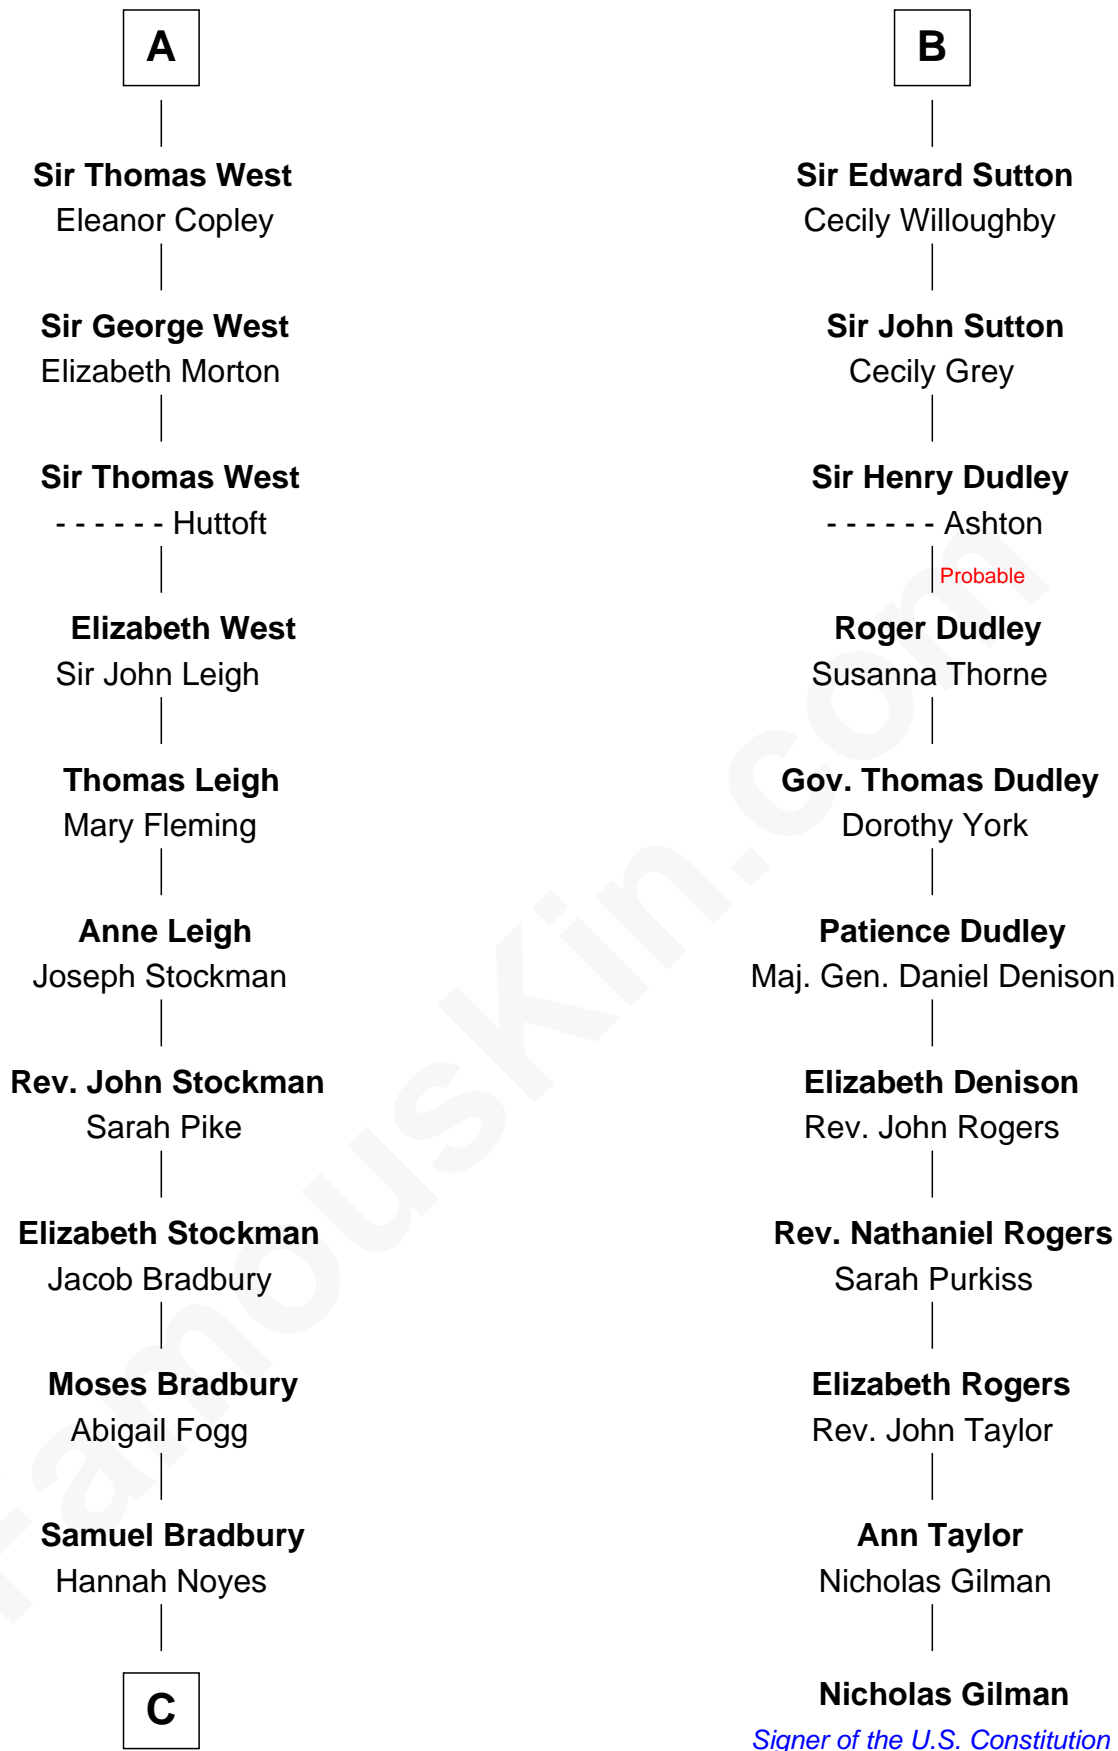 A
Sir Thomas West
Eleanor Copley
Sir George West
Elizabeth Morton
Sir Thomas West
- - - - - - Huttoft
Elizabeth West
Sir John Leigh
Thomas Leigh
Mary Fleming
Anne Leigh
Joseph Stockman
Rev. John Stockman
Sarah Pike
Elizabeth Stockman
Jacob Bradbury
Moses Bradbury
Abigail Fogg
Samuel Bradbury
Hannah Noyes
C
B
Sir Edward Sutton
Cecily Willoughby
Sir John Sutton
Cecily Grey
Sir Henry Dudley
- - - - - - Ashton
Probable
Roger Dudley
Susanna Thorne
Gov. Thomas Dudley
Dorothy York
Patience Dudley
Maj. Gen. Daniel Denison
Elizabeth Denison
Rev. John Rogers
Rev. Nathaniel Rogers
Sarah Purkiss
Elizabeth Rogers
Rev. John Taylor
Ann Taylor
Nicholas Gilman
Nicholas Gilman
Signer of the U.S. Constitution
FamousKin.com